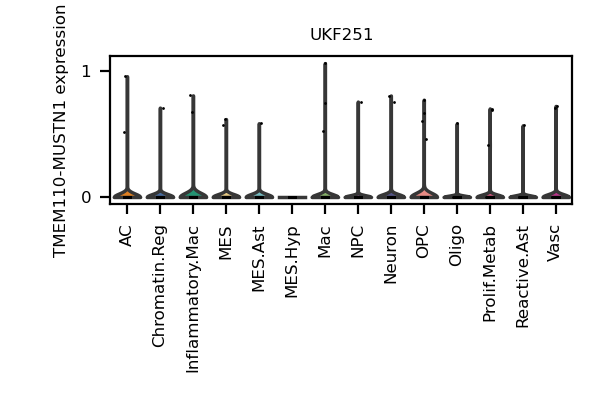 UKF251
TMEM110-MUSTN1 expression
1
0
AC
Chromatin.Reg
Inflammatory.Mac
MES
MES.Ast
MES.Hyp
Mac
NPC
Neuron
OPC
Oligo
Prolif.Metab
Reactive.Ast
Vasc